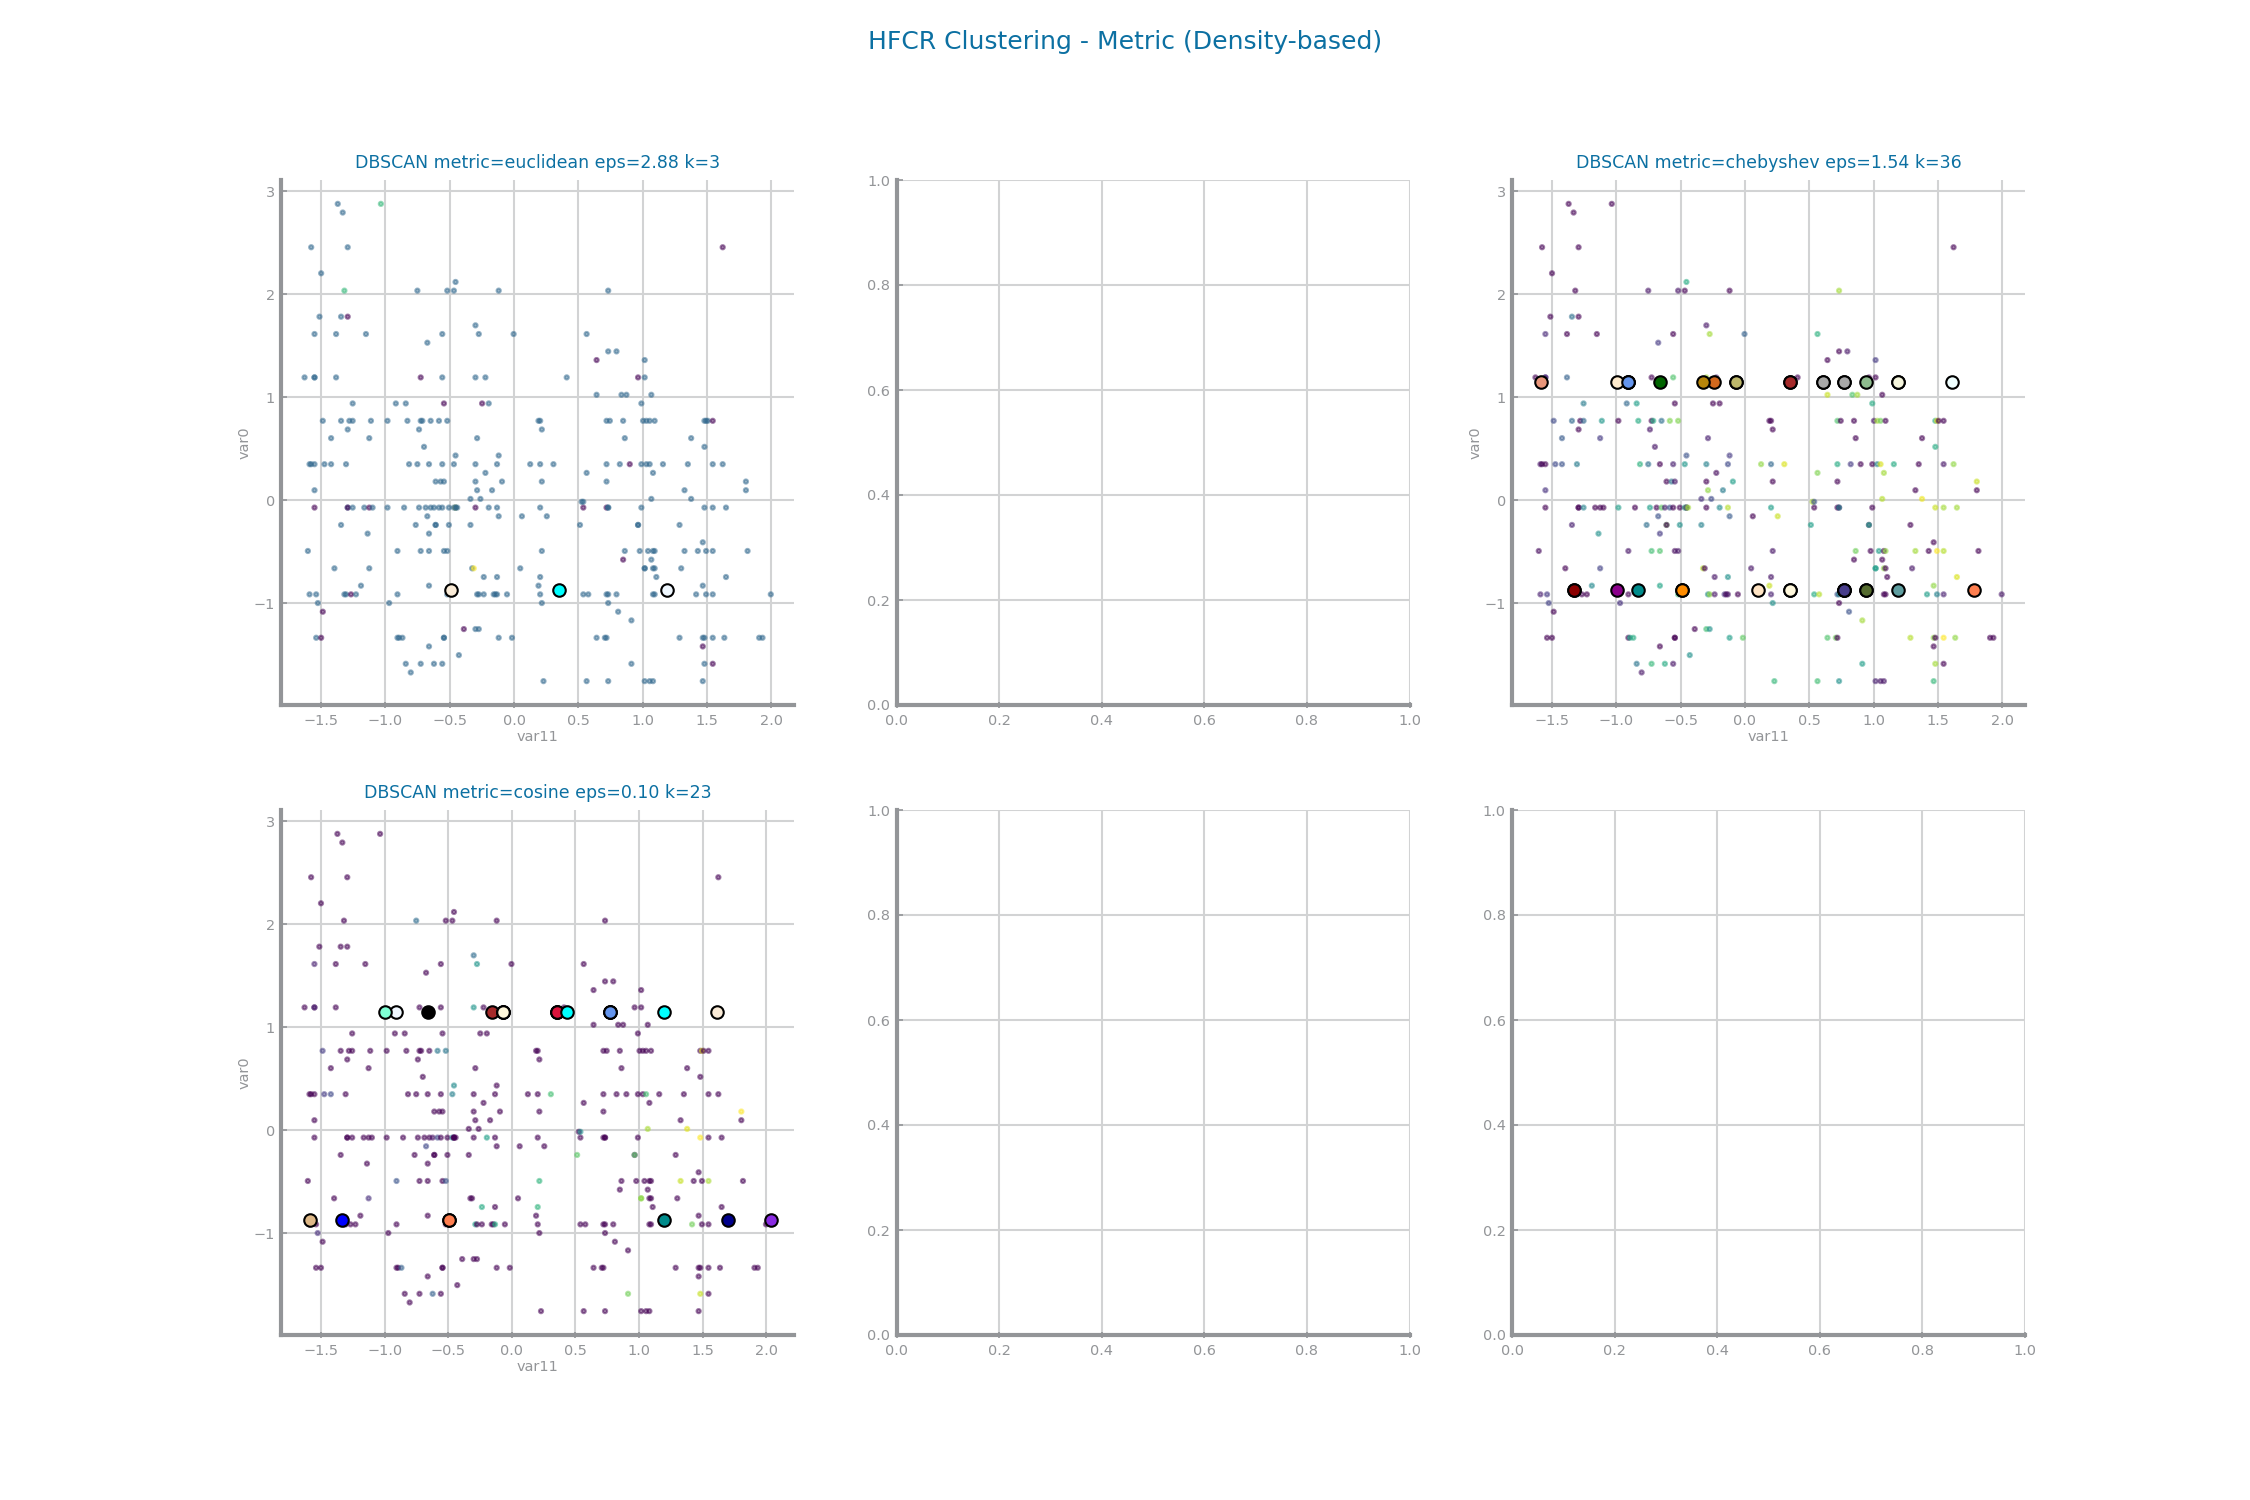 HFCR Clustering - Metric (Density-based)
DBSCAN metric=euclidean eps=2.88 k=3
3
2
1
0
−1
var0
−1.5 −1.0 −0.5 0.0 0.5 1.0 1.5 2.0
var11
1.0
0.8
0.6
0.4
0.2
0.0
0.0 0.2 0.4 0.6 0.8 1.0
DBSCAN metric=chebyshev eps=1.54 k=36
3
2
1
0
−1
var0
−1.5 −1.0 −0.5 0.0 0.5 1.0 1.5 2.0
var11
DBSCAN metric=cosine eps=0.10 k=23
3
2
1
0
−1
var0
−1.5 −1.0 −0.5 0.0 0.5 1.0 1.5 2.0
var11
1.0
0.8
0.6
0.4
0.2
0.0
0.0 0.2 0.4 0.6 0.8 1.0
1.0
0.8
0.6
0.4
0.2
0.0
0.0 0.2 0.4 0.6 0.8 1.0